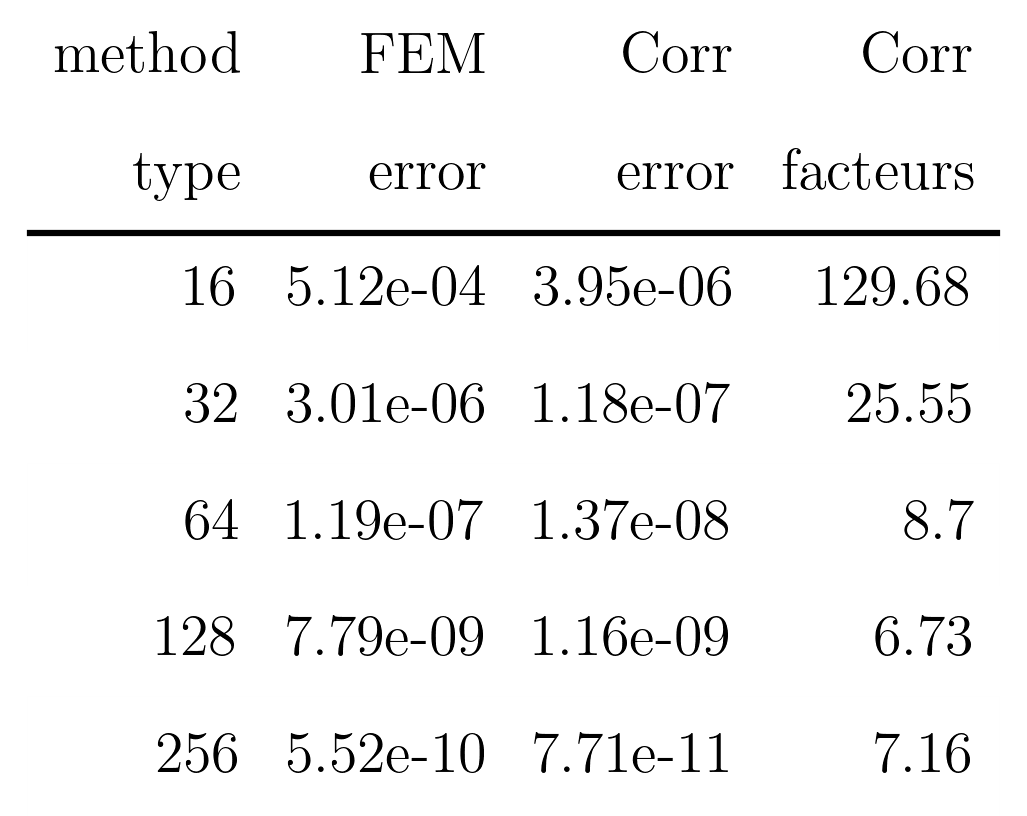 method FEM Corr Corr
type error error facteurs
16 5.12e-04 3.95e-06 129.68
32 3.01e-06 1.18e-07 25.55
64 1.19e-07 1.37e-08 8.7
128 7.79e-09 1.16e-09 6.73
256 5.52e-10 7.71e-11 7.16